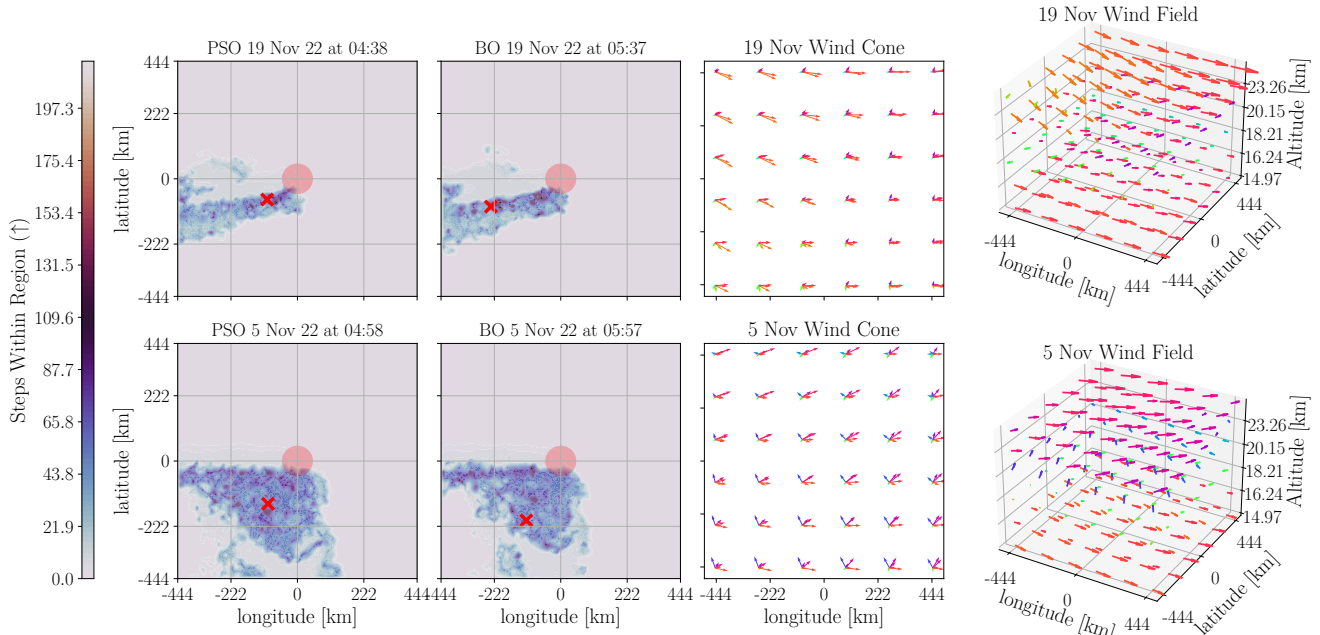 Steps Within Region (↑)
197.3
175.4
153.4
131.5
109.6
87.7
65.8
43.8
21.9
0.0
PSO 19 Nov 22 at 04:38
latitude [km]
444
222
0
-222
-444
BO 19 Nov 22 at 05:37
19 Nov Wind Cone
19 Nov Wind Field
23.26
20.15
18.21
16.24
14.97
Altitude [km]
-444
0
444
longitude [km]
-444
0
444
latitude [km]
PSO 5 Nov 22 at 04:58
latitude [km]
444
222
0
-222
-444
-444
-222
0
222
444
longitude [km]
BO 5 Nov 22 at 05:57
-444
-222
0
222
444
longitude [km]
5 Nov Wind Cone
-444
-222
0
222
444
longitude [km]
5 Nov Wind Field
23.26
20.15
18.21
16.24
14.97
Altitude [km]
-444
0
444
longitude [km]
-444
0
444
latitude [km]